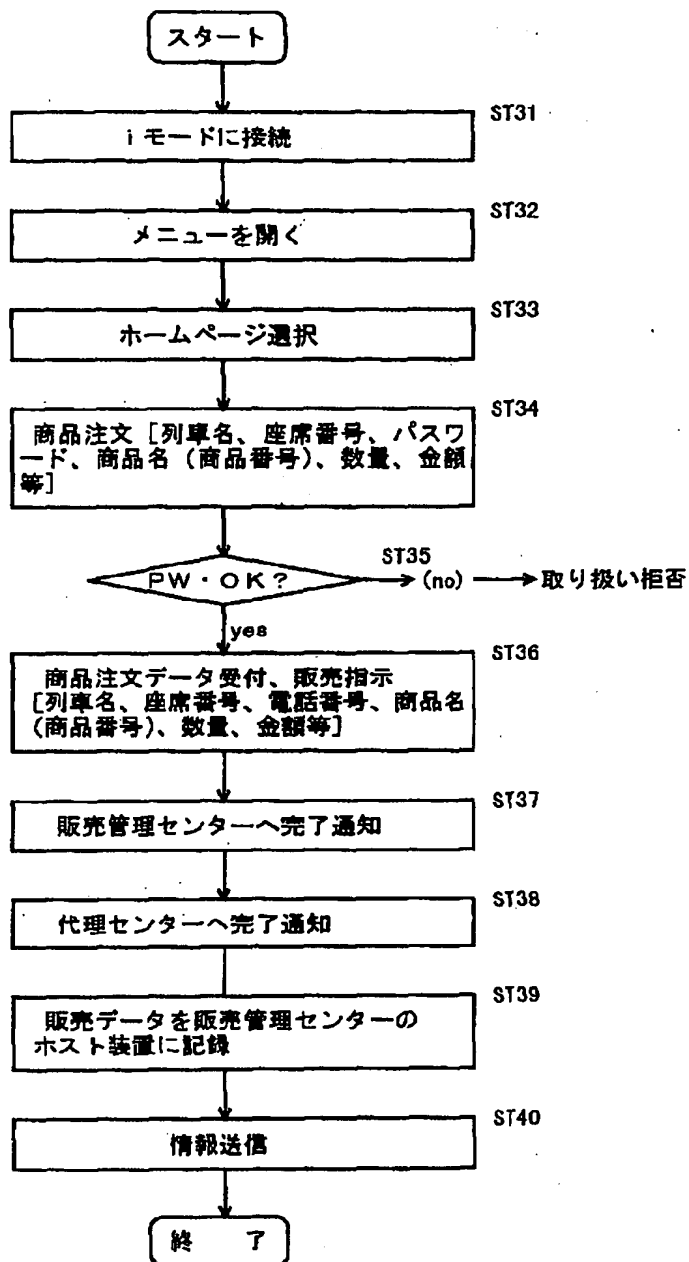 スタート
ST31
iモードに接続
ST32
メニューを開く
ST33
ホームページ選択
ST34
商品注文[列車名、座席番号、パスワ
ード、商品名(商品番号)、数量、金額
等]
ST35
PW・OK?
(no)
取り扱い拒否
yes
ST36
商品注文データ受付、販売指示
[列車名、座席番号、電話番号、商品名
(商品番号)、数量、金額等]
ST37
販売管理センターへ完了通知
ST38
代理センターへ完了通知
ST39
販売データを販売管理センターの
ホスト装置に記録
ST40
情報送信
終 了